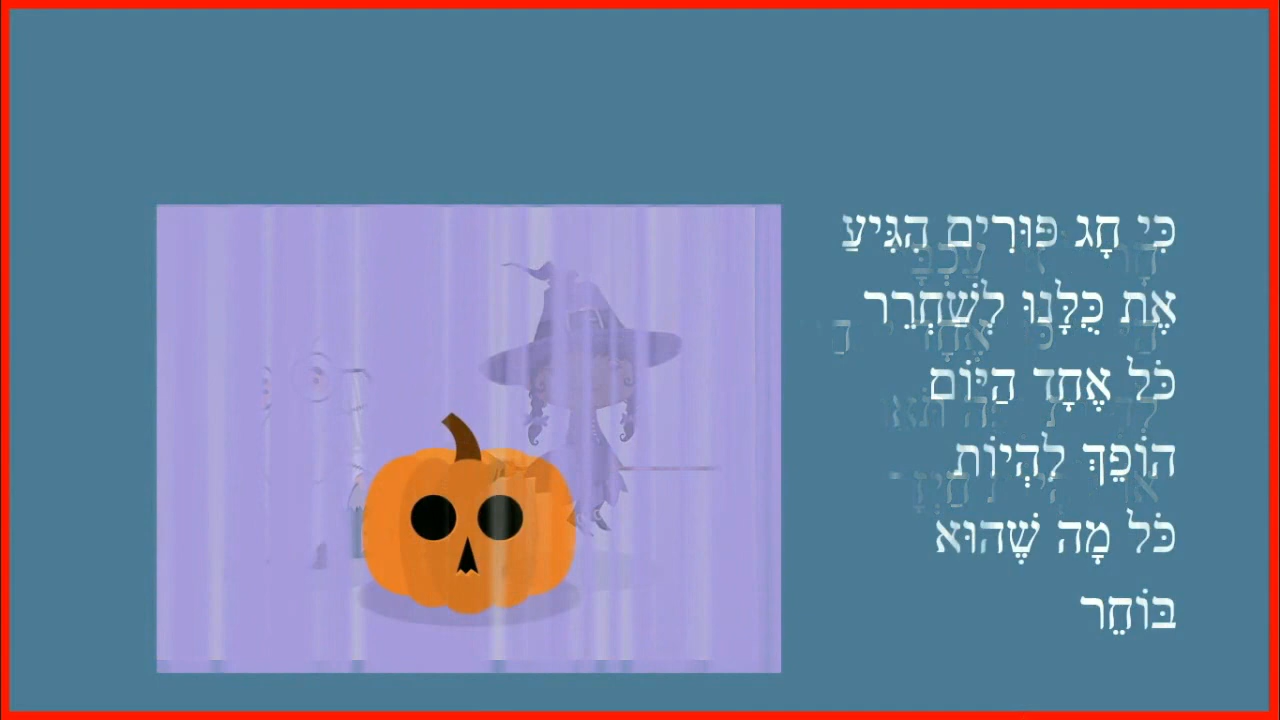 כִּי חָג פּוּרִים הִגִּיעַ
אֶת כֻּלָּנוּ לְשַׁחְרֵר
כֹּל אֶחָד הַיּוֹם
הוֹפֵךְ לִהְיוֹת
כֹּל מָה שֶׁהוּא
בּוֹחֵר